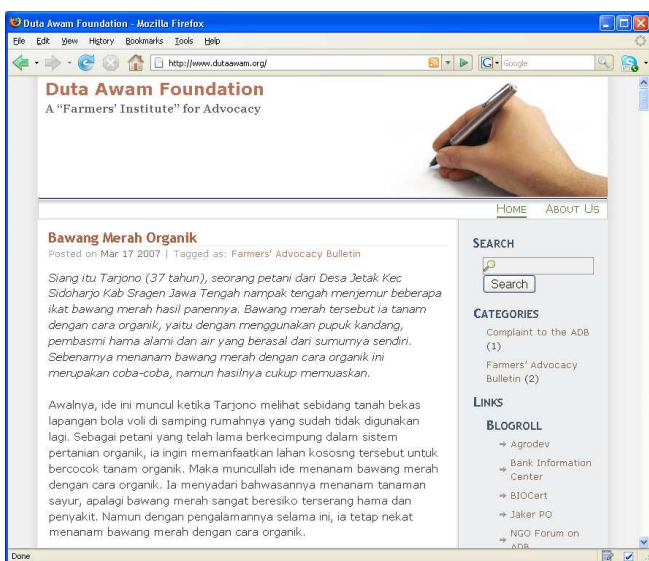 Duta Awam Foundation - Mozilla Firefox
File Edit View History Bookmarks Tools Help
http://www.dutaawam.org/
G Google
Duta Awam Foundation
A “Farmers' Institute” for Advocacy
Home About Us
Bawang Merah Organik
Posted on Mar 17 2007 | Tagged as: Farmers' Advocacy Bulletin
Siang itu Tarjono (37 tahun), seorang petani dari Desa Jetak Kec
Sidoharjo Kab Sragen Jawa Tengah nampak tengah menjemur beberapa
ikat bawang merah hasil panennya. Bawang merah tersebut ia tanam
dengan cara organik, yaitu dengan menggunakan pupuk kandang,
pembasmi hama alami dan air yang berasal dari sumurnya sendiri.
Sebenarnya menanam bawang merah dengan cara organik ini
merupakan coba-coba, namun hasilnya cukup memuaskan.
Awalnya, ide ini muncul ketika Tarjono melihat sebidang tanah bekas
lapangan bola voli di samping rumahnya yang sudah tidak digunakan
lagi. Sebagai petani yang telah lama berkecimpung dalam sistem
pertanian organik, ia ingin memanfaatkan lahan kososng tersebut untuk
bercocok tanam organik. Maka muncullah ide menanam bawang merah
dengan cara organik. Ia menyadari bahwasannya menanam tanaman
sayur, apalagi bawang merah sangat beresiko terserang hama dan
penyakit. Namun dengan pengalamannya selama ini, ia tetap nekat
menanam bawang merah dengan cara organik.
Search
Search
Categories
Complaint to the ADB
(1)
Farmers' Advocacy
Bulletin (2)
Links
Blogroll
⇒ Agrodev
⇒ Bank Information
Center
⇒ BIOCert
⇒ Jaker PO
⇒ NGO Forum on
ADB
Done